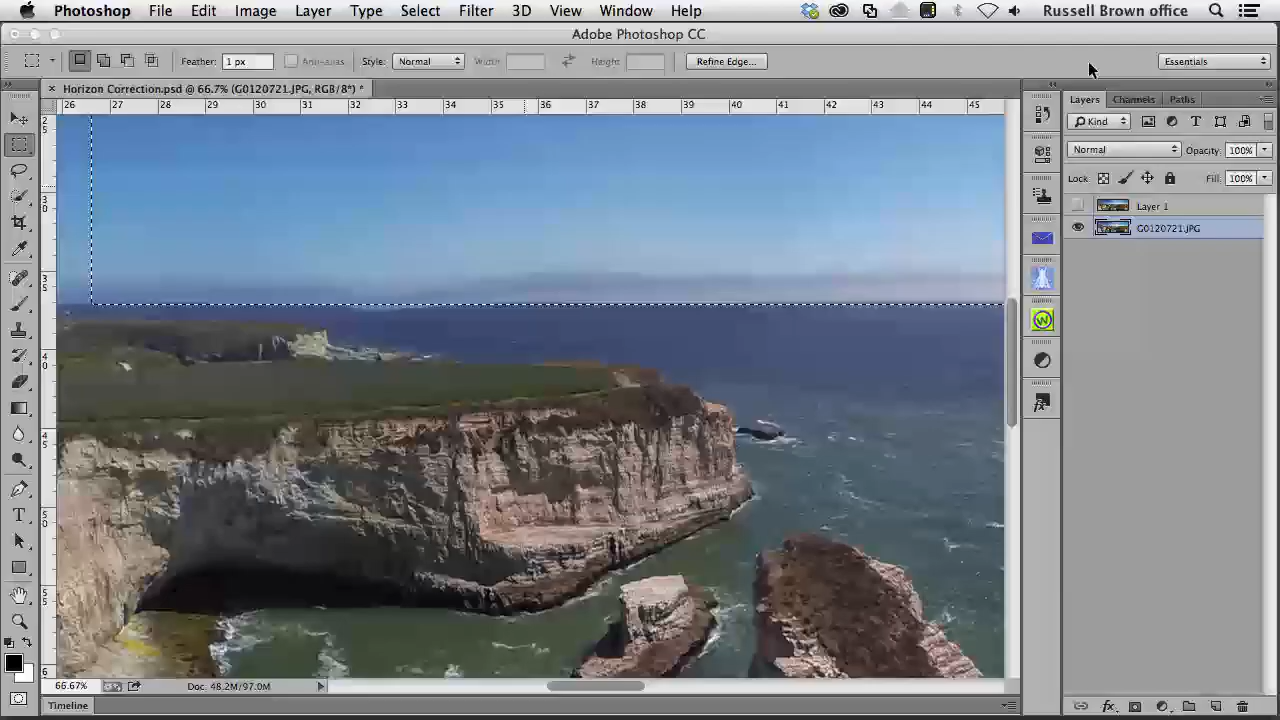 Photoshop File Edit Image Layer Type Select Filter 3D View Window Help Russell Brown office
Adobe Photoshop CC
Feather: 1 px Anti-alias Style: Normal Width: Height: Refine Edge... Essentials
× Horizon Correction.psd @ 66.7% (G0120721.JPG, RGB/8*) *
26 27 28 29 30 31 32 33 34 35 36 37 38 39 40 41 42 43 44 45
Layers Channels Paths
Kind
Normal Opacity: 100%
Lock Fill: 100%
Layer 1
G0120721.JPG
66.67% Doc: 48.2M/97.0M
Timeline